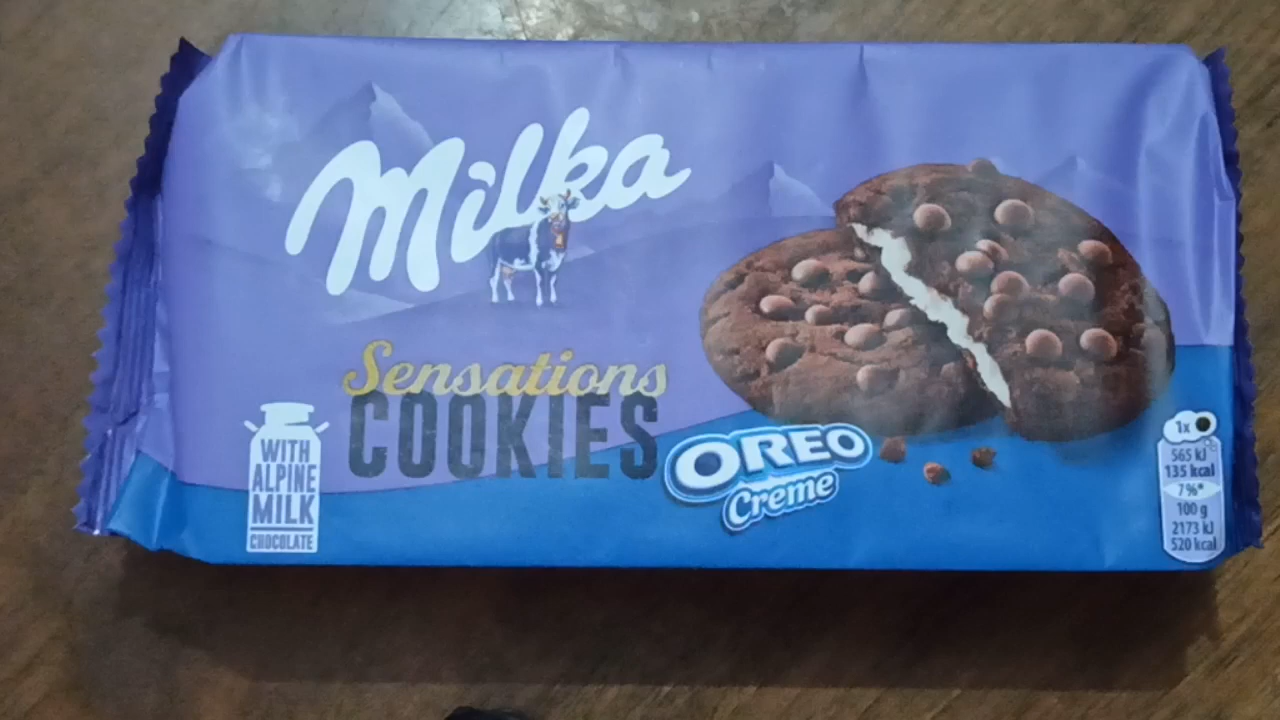 Milka
Sensations
COOKIES
OREO
Creme
WITH
ALPINE
MILK
CHOCOLATE
1x
565 kJ
135 kcal
7%*
100 g
2173 kJ
520 kcal